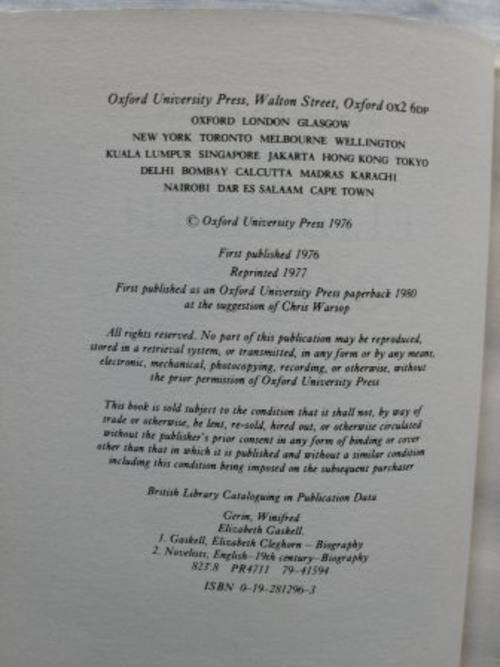 Oxford University Press, Walton Street, Oxford OX2 6DP
OXFORD LONDON GLASGOW
NEW YORK TORONTO MELBOURNE WELLINGTON
KUALA LUMPUR SINGAPORE JAKARTA HONG KONG TOKYO
DELHI BOMBAY CALCUTTA MADRAS KARACHI
NAIROBI DAR ES SALAAM CAPE TOWN
© Oxford University Press 1976
First published 1976
Reprinted 1977
First published as an Oxford University Press paperback 1980
at the suggestion of Chris Warsop
All rights reserved. No part of this publication may be reproduced,
stored in a retrieval system, or transmitted, in any form or by any means,
electronic, mechanical, photocopying, recording, or otherwise, without
the prior permission of Oxford University Press
This book is sold subject to the condition that it shall not, by way of
trade or otherwise, be lent, re-sold, hired out, or otherwise circulated
without the publisher's prior consent in any form of binding or cover
other than that in which it is published and without a similar condition
including this condition being imposed on the subsequent purchaser
British Library Cataloguing in Publication Data
Gerin, Winifred
Elizabeth Gaskell.
1. Gaskell, Elizabeth Cleghorn – Biography
2. Novelists, English–19th century–Biography
823'.8 PR4711 79-41594
ISBN 0-19-281296-3